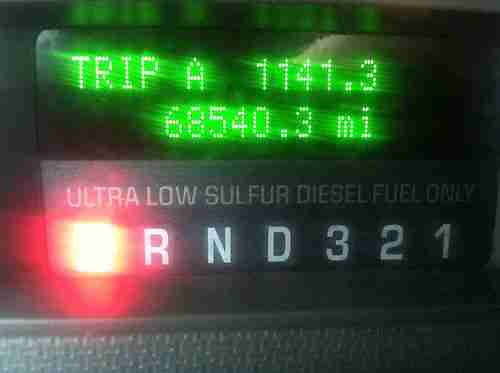 TRIP A 1141.3
68540.3 mi
ULTRA LOW SULFUR DIESEL FUEL ONLY
R N D 3 2 1